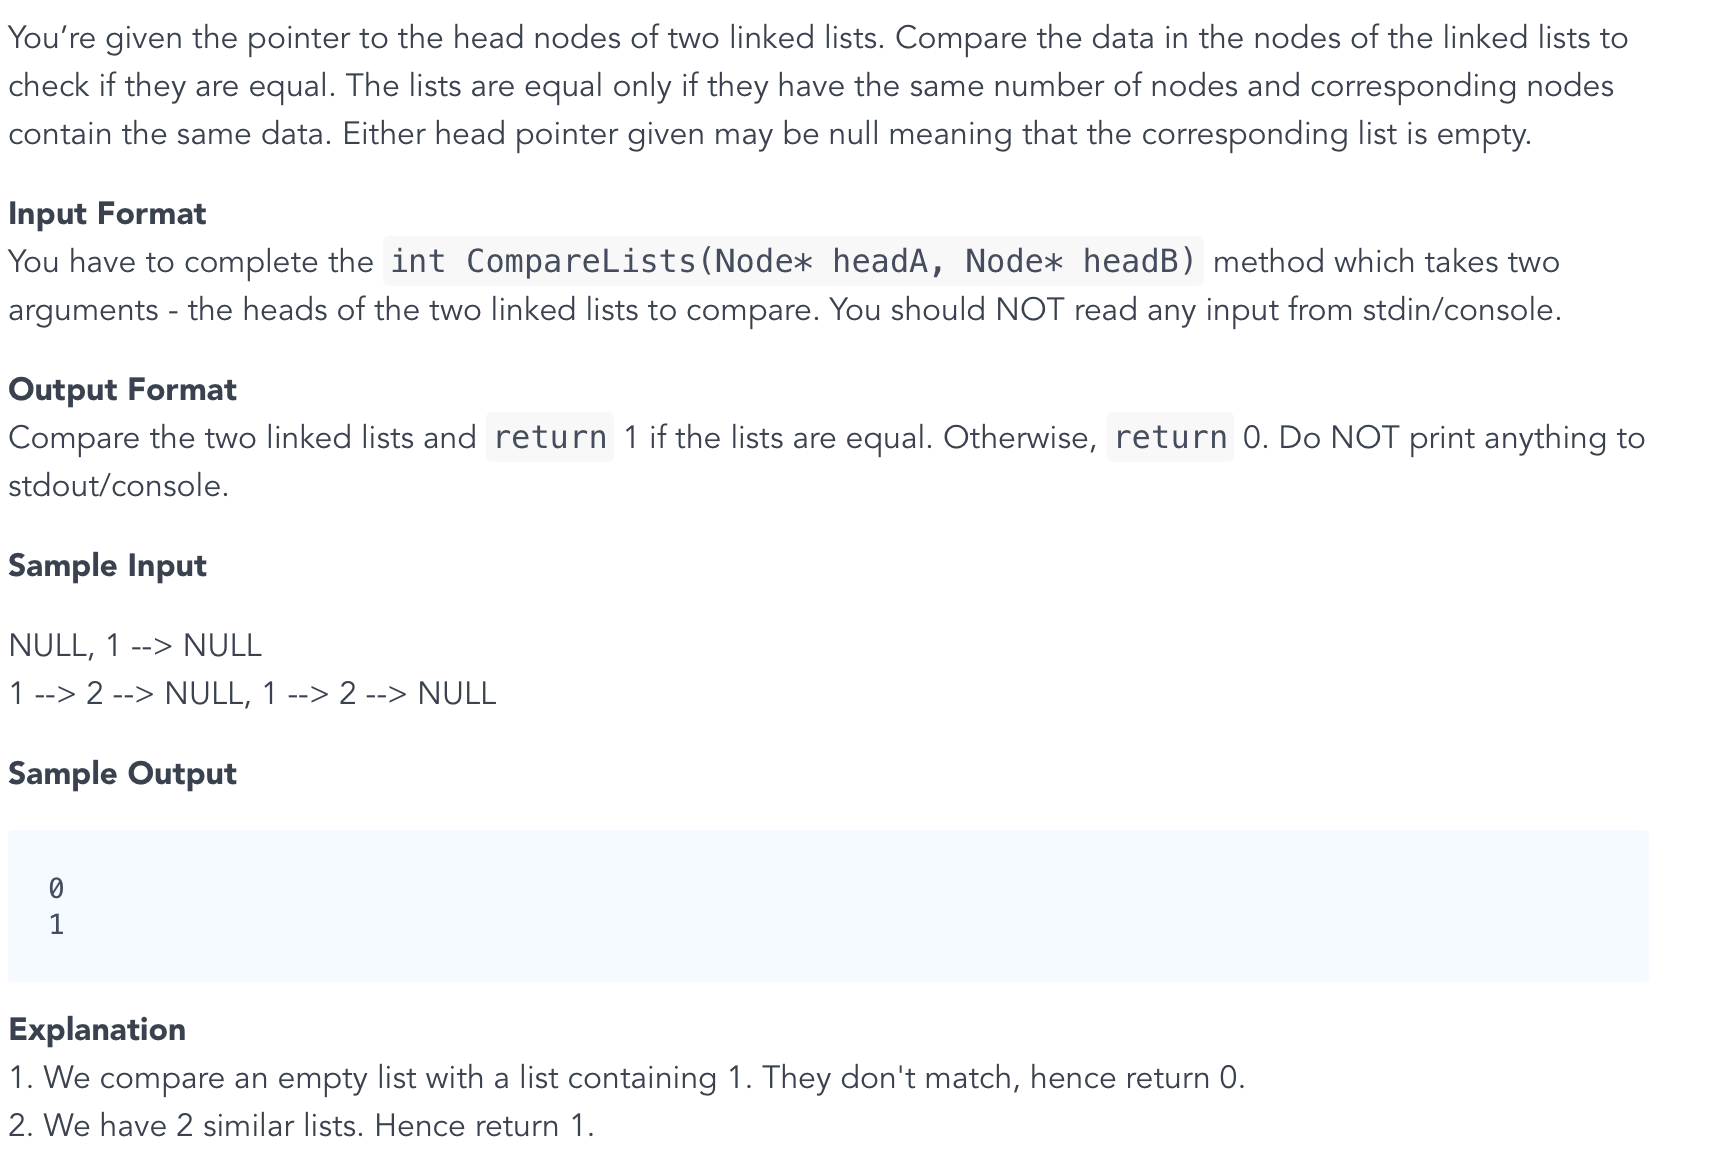 You’re given the pointer to the head nodes of two linked lists. Compare the data in the nodes of the linked lists to
check if they are equal. The lists are equal only if they have the same number of nodes and corresponding nodes
contain the same data. Either head pointer given may be null meaning that the corresponding list is empty.
Input Format
You have to complete the int CompareLists(Node* headA, Node* headB) method which takes two
arguments - the heads of the two linked lists to compare. You should NOT read any input from stdin/console.
Output Format
Compare the two linked lists and return 1 if the lists are equal. Otherwise, return 0. Do NOT print anything to
stdout/console.
Sample Input
NULL, 1 --> NULL
1 --> 2 --> NULL, 1 --> 2 --> NULL
Sample Output
0
1
Explanation
1. We compare an empty list with a list containing 1. They don't match, hence return 0.
2. We have 2 similar lists. Hence return 1.